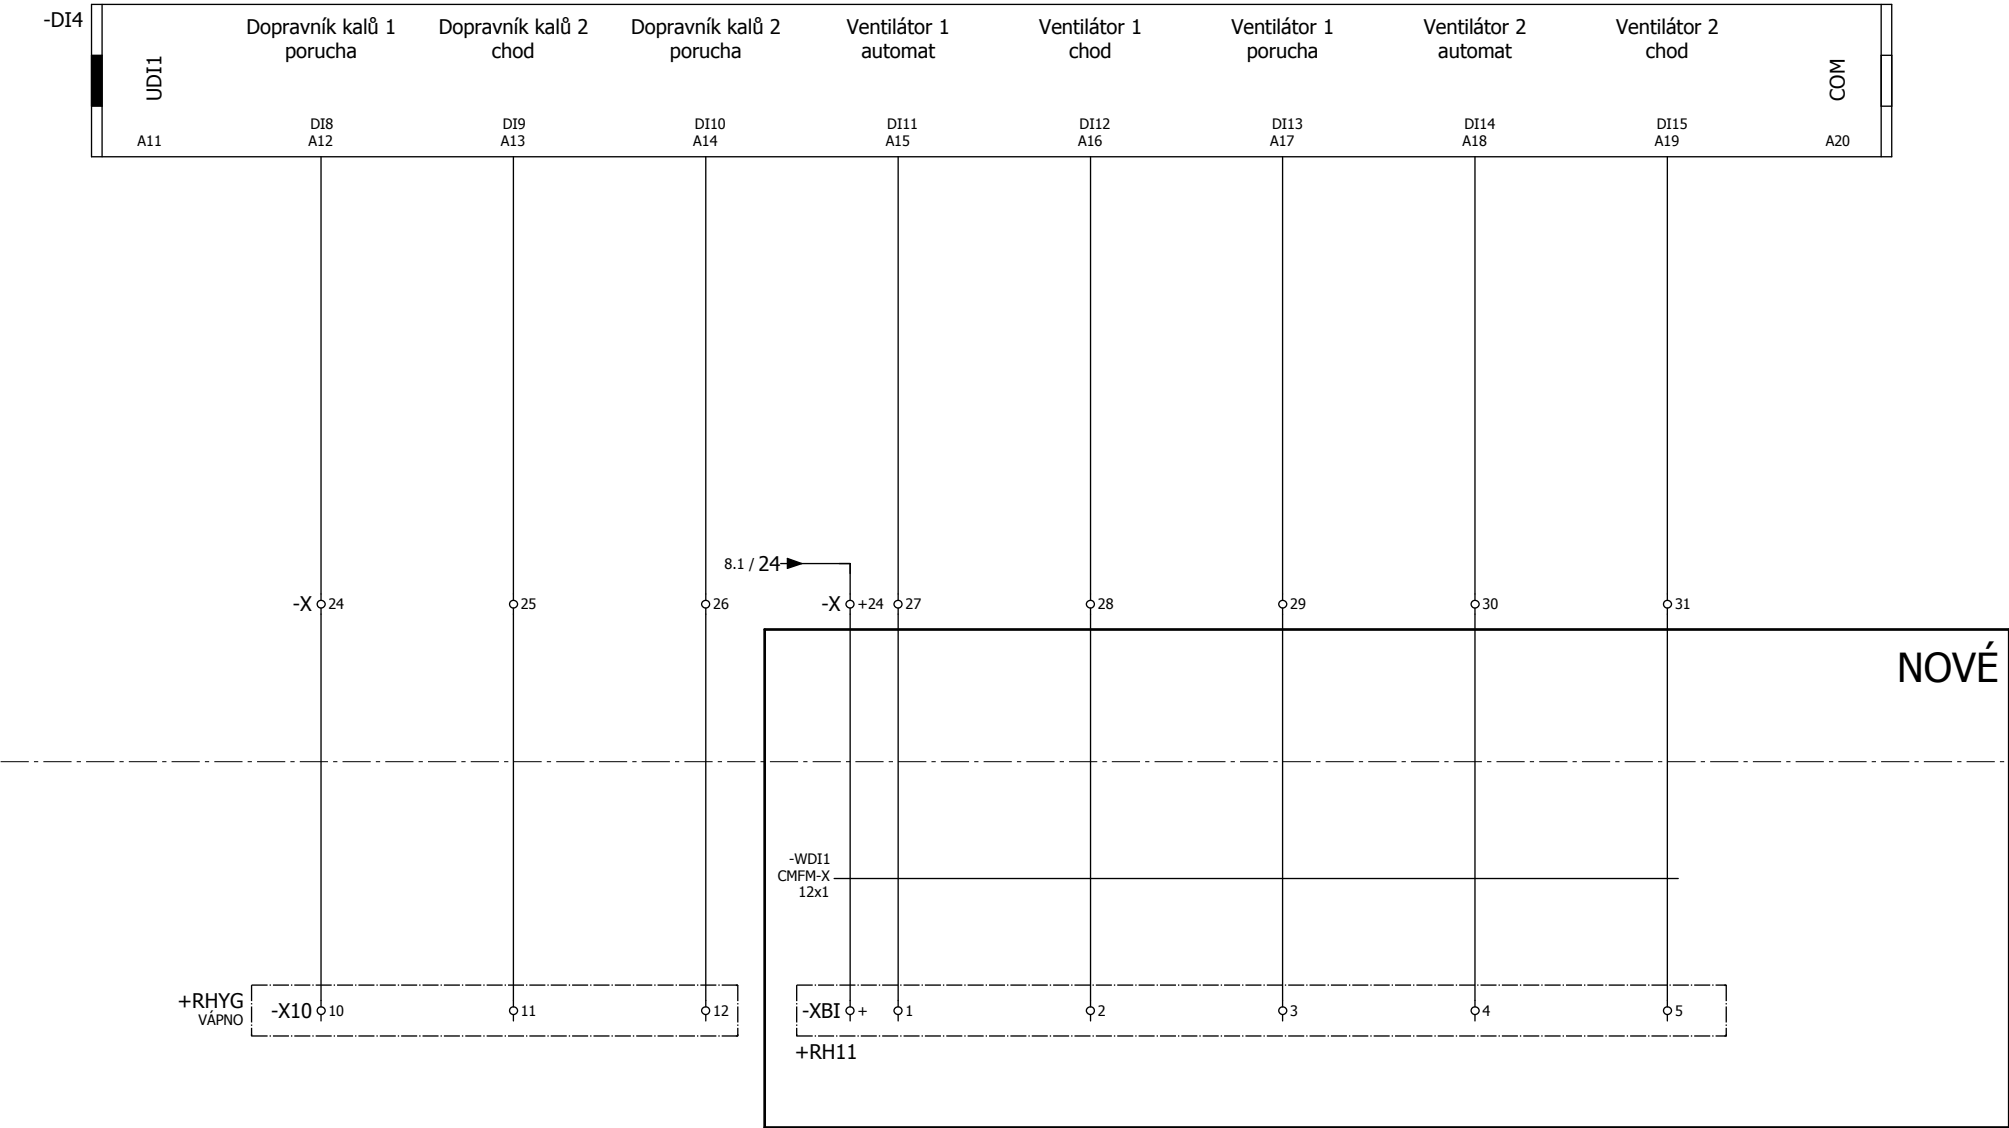 -DI4
UDI1
Dopravník kalů 1
porucha
Dopravník kalů 2
chod
Dopravník kalů 2
porucha
Ventilátor 1
automat
Ventilátor 1
chod
Ventilátor 1
porucha
Ventilátor 2
automat
Ventilátor 2
chod
COM
A11
DI8
A12
DI9
A13
DI10
A14
DI11
A15
DI12
A16
DI13
A17
DI14
A18
DI15
A19
A20
8.1 / 24
-X 24
25
26
-X +24 27
28
29
30
31
NOVÉ
-WDI1
CMFM-X
12x1
+RHYG
VÁPNO
-X10 10
11
12
-XBI + 1
2
3
4
5
+RH11